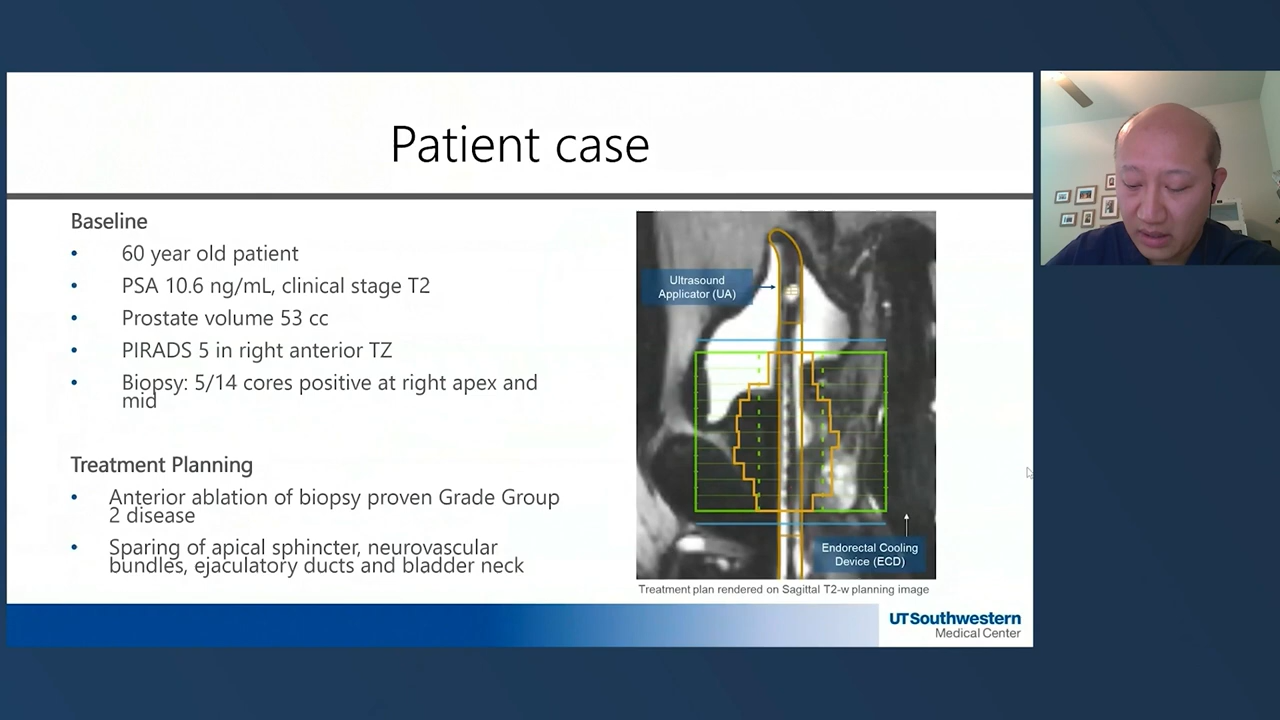 Patient case
Baseline
• 60 year old patient
• PSA 10.6 ng/mL, clinical stage T2
• Prostate volume 53 cc
• PIRADS 5 in right anterior TZ
• Biopsy: 5/14 cores positive at right apex and
mid
Treatment Planning
• Anterior ablation of biopsy proven Grade Group
2 disease
• Sparing of apical sphincter, neurovascular
bundles, ejaculatory ducts and bladder neck
Ultrasound
Applicator (UA)
Endorectal Cooling
Device (ECD)
Treatment plan rendered on Sagittal T2-w planning image
UTSouthwestern
Medical Center